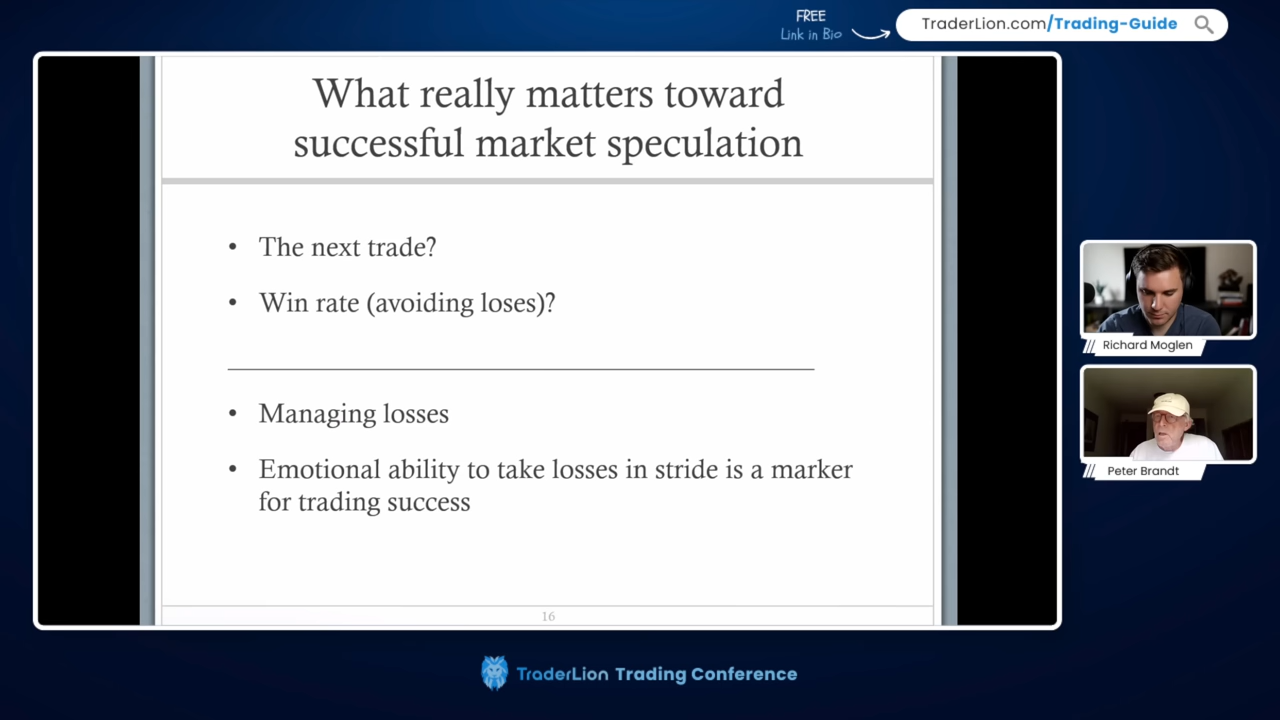 FREE
Link in Bio
TraderLion.com/Trading-Guide
What really matters toward
successful market speculation
• The next trade?
• Win rate (avoiding loses)?
• Managing losses
• Emotional ability to take losses in stride is a marker
for trading success
16
Richard Moglen
Peter Brandt
TraderLion Trading Conference